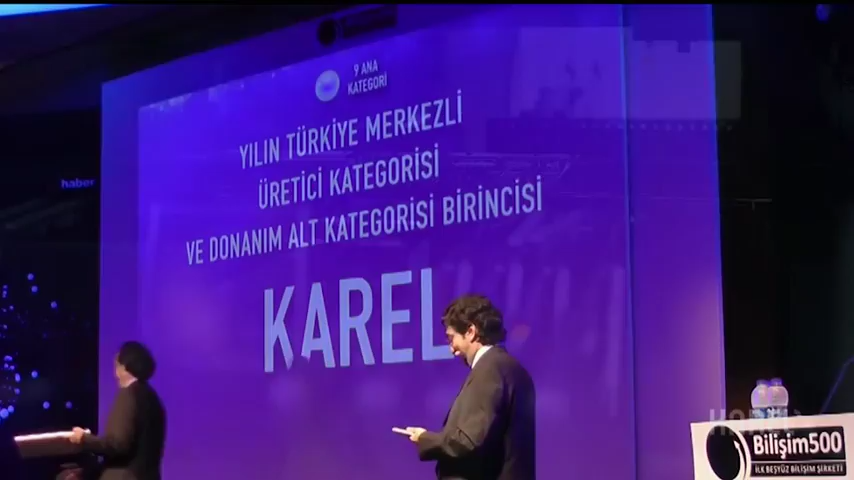 9 ANA
KATEGORİ
YILIN TÜRKİYE MERKEZLİ
ÜRETİCİ KATEGORİSİ
VE DONANIM ALT KATEGORİSİ BİRİNCİSİ
KAREL
haber
Bilişim500
İLK BEŞYÜZ BİLİŞİM ŞİRKETİ